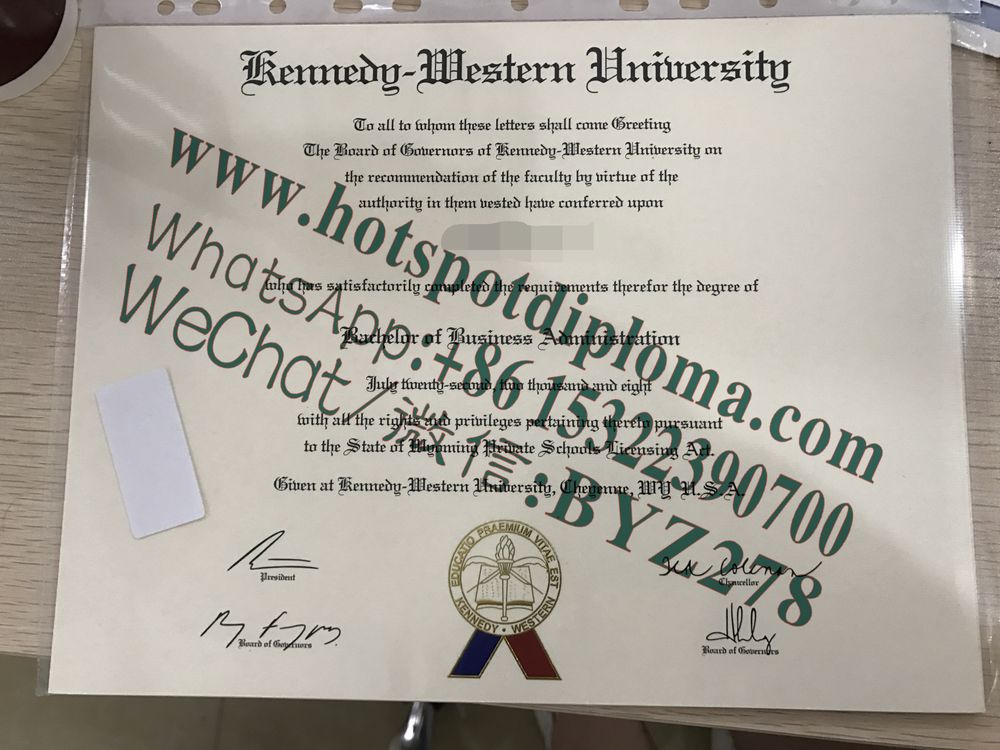 Kennedy-Western University
To all to whom these letters shall come Greeting
The Board of Governors of Kennedy-Western University on
the recommendation of the faculty by virtue of the
authority in them vested have conferred upon
who has satisfactorily completed the requirements therefor the degree of
Bachelor of Business Administration
July twenty-second, two thousand and eight
with all the rights and privileges pertaining thereto pursuant
to the State of Wyoming Private Schools Licensing Act.
Given at Kennedy-Western University, Cheyenne, WY U.S.A.
www.hotspotdiploma.com
WhatsApp:+86 15322390700
WeChat/微信:BYZ278
President
Chancellor
Board of Governors
Board of Governors
EDUCATIO PRAEMIUM VITAE EST
KENNEDY · WESTERN